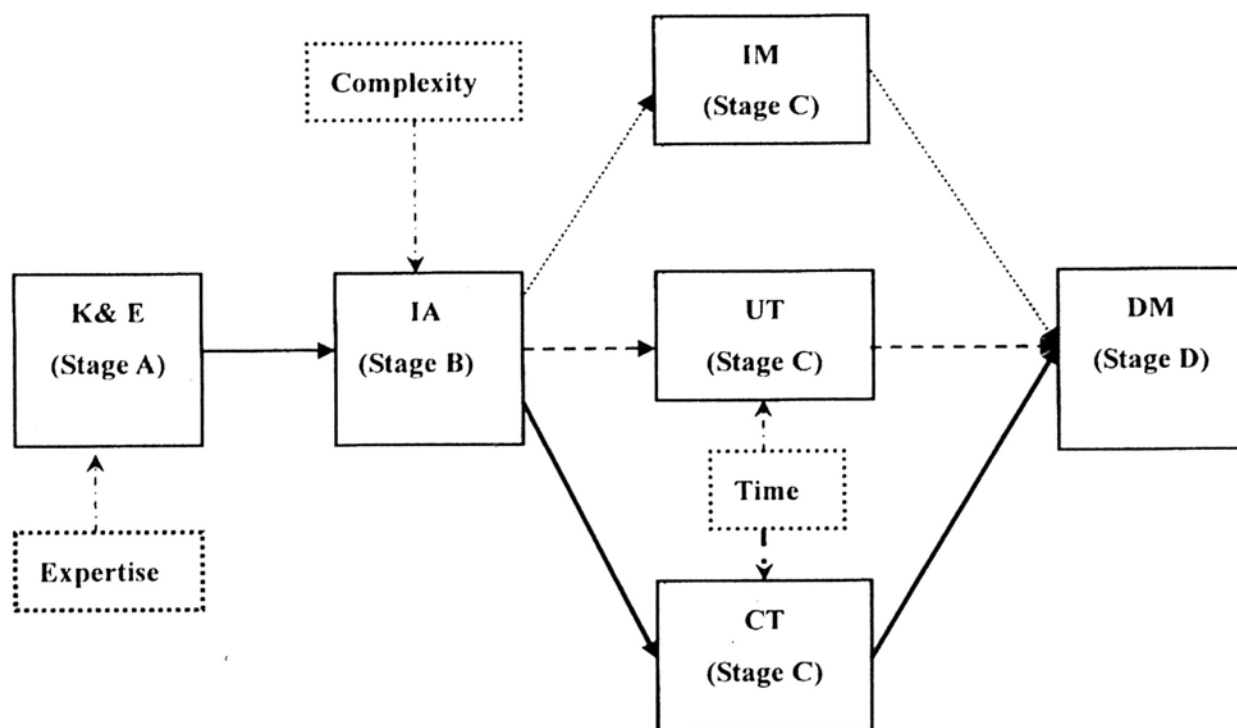 IM
(Stage C)
Complexity
K& E
(Stage A)
IA
(Stage B)
UT
(Stage C)
DM
(Stage D)
Time
Expertise
CT
(Stage C)